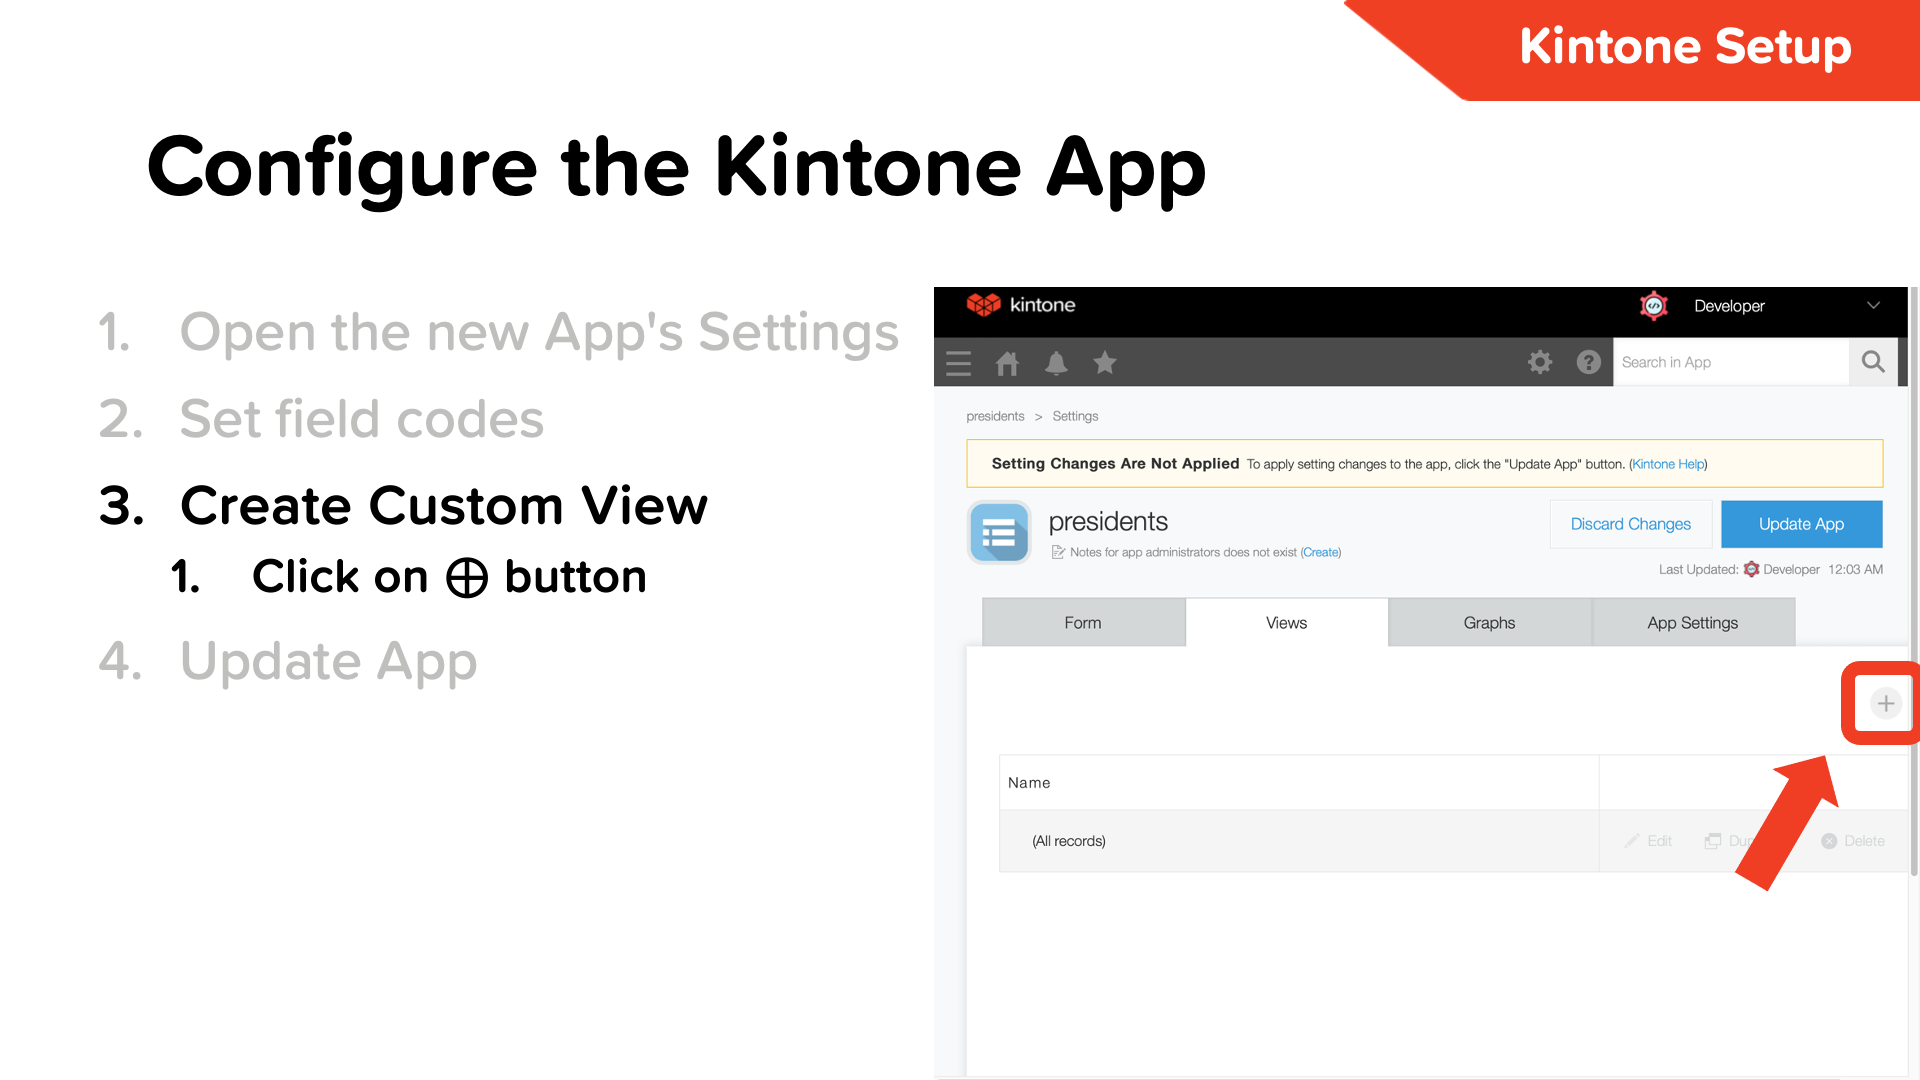 Kintone Setup
Configure the Kintone App
1. Open the new App's Settings
2. Set field codes
3. Create Custom View
1. Click on ⊕ button
4. Update App
kintone
Developer
Search in App
presidents > Settings
Setting Changes Are Not Applied To apply setting changes to the app, click the "Update App" button. (Kintone Help)
presidents
Notes for app administrators does not exist (Create)
Discard Changes
Update App
Last Updated: Developer 12:03 AM
Form
Views
Graphs
App Settings
Name
(All records)
Edit
Delete